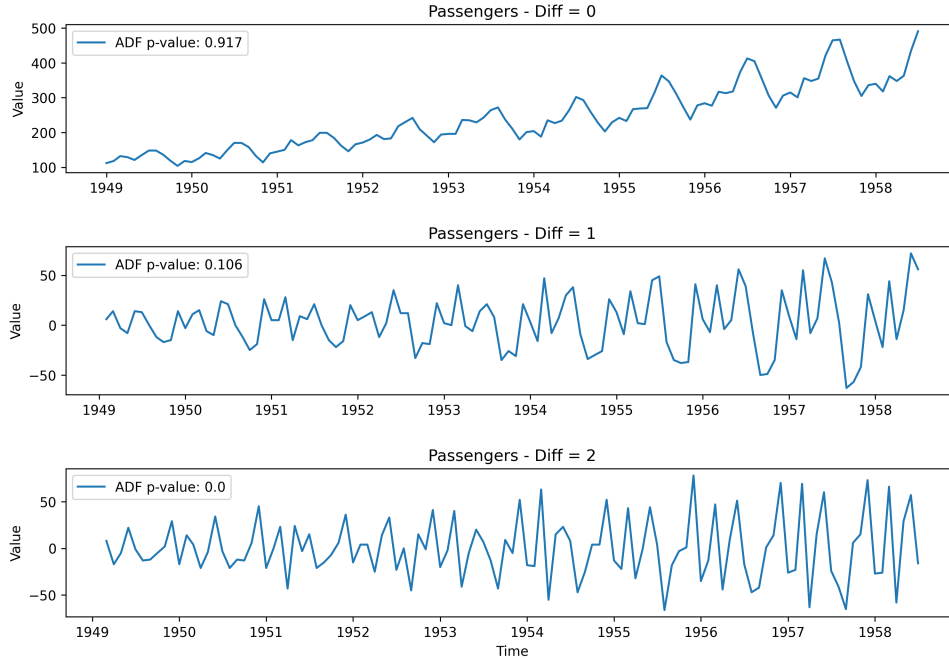 Passengers - Diff = 0
ADF p-value: 0.917
Value
500
400
300
200
100
1949 1950 1951 1952 1953 1954 1955 1956 1957 1958
Passengers - Diff = 1
ADF p-value: 0.106
Value
50
0
−50
1949 1950 1951 1952 1953 1954 1955 1956 1957 1958
Passengers - Diff = 2
ADF p-value: 0.0
Value
50
0
−50
1949 1950 1951 1952 1953 1954 1955 1956 1957 1958
Time